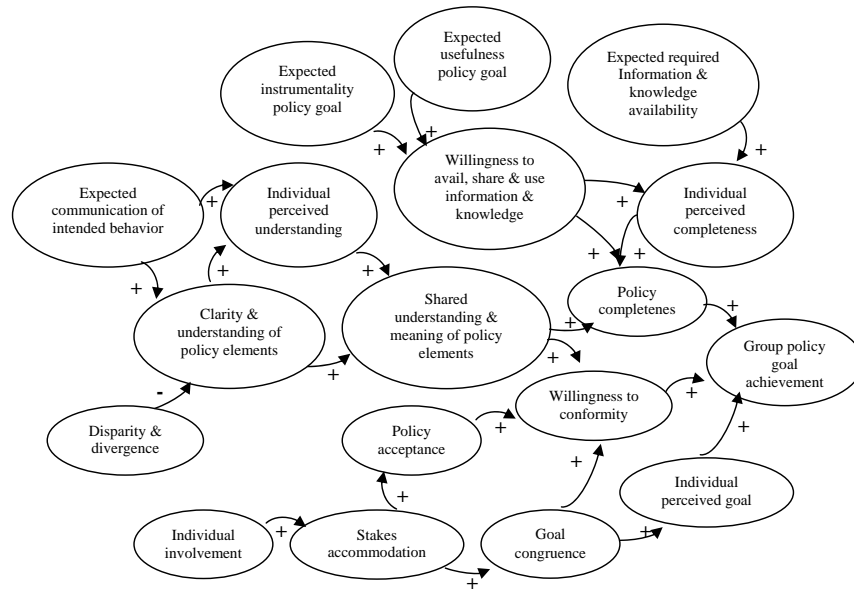 Expected
instrumentality
policy goal
+
Expected
usefulness
policy goal
+
Expected required
Information &
knowledge
availability
+
Expected
communication of
intended behavior
+
+
Individual
perceived
understanding
+
Willingness to
avail, share & use
information &
knowledge
+
+
Individual
perceived
completeness
+
Clarity &
understanding of
policy elements
+
+
Shared
understanding &
meaning of policy
elements
+
+
Policy
completenes
+
Group policy
goal
achievement
-
Disparity &
divergence
Policy
acceptance
+
Willingness to
conformity
+
Individual
perceived goal
+
Individual
involvement
+
Stakes
accommodation
+
+
Goal
congruence
+
+